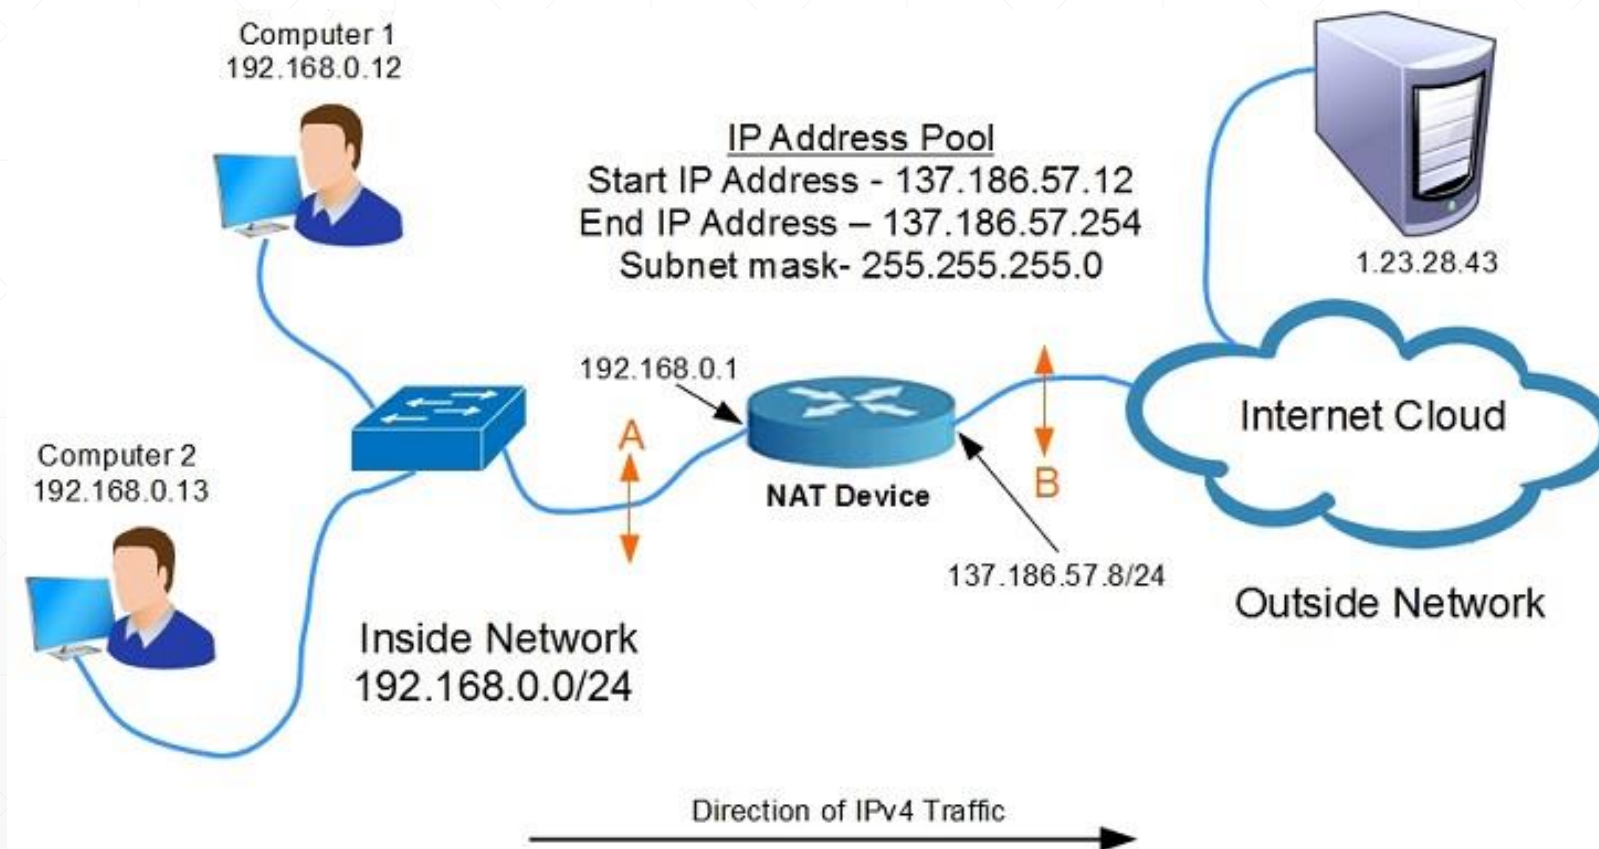 Computer 1
192.168.0.12
IP Address Pool
Start IP Address - 137.186.57.12
End IP Address – 137.186.57.254
Subnet mask- 255.255.255.0
1.23.28.43
192.168.0.1
A
B
Internet Cloud
Computer 2
192.168.0.13
NAT Device
137.186.57.8/24
Outside Network
Inside Network
192.168.0.0/24
Direction of IPv4 Traffic